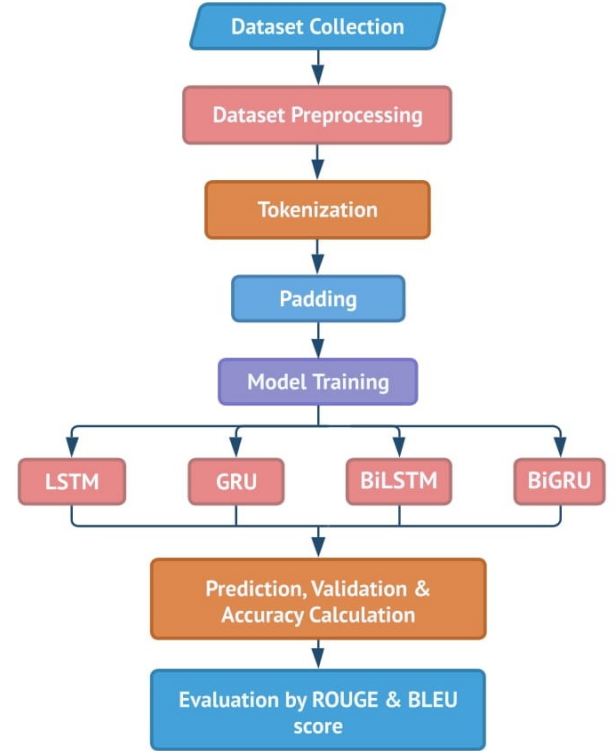 Dataset Collection
Dataset Preprocessing
Tokenization
Padding
Model Training
LSTM
GRU
BiLSTM
BiGRU
Prediction, Validation &
Accuracy Calculation
Evaluation by ROUGE & BLEU
score